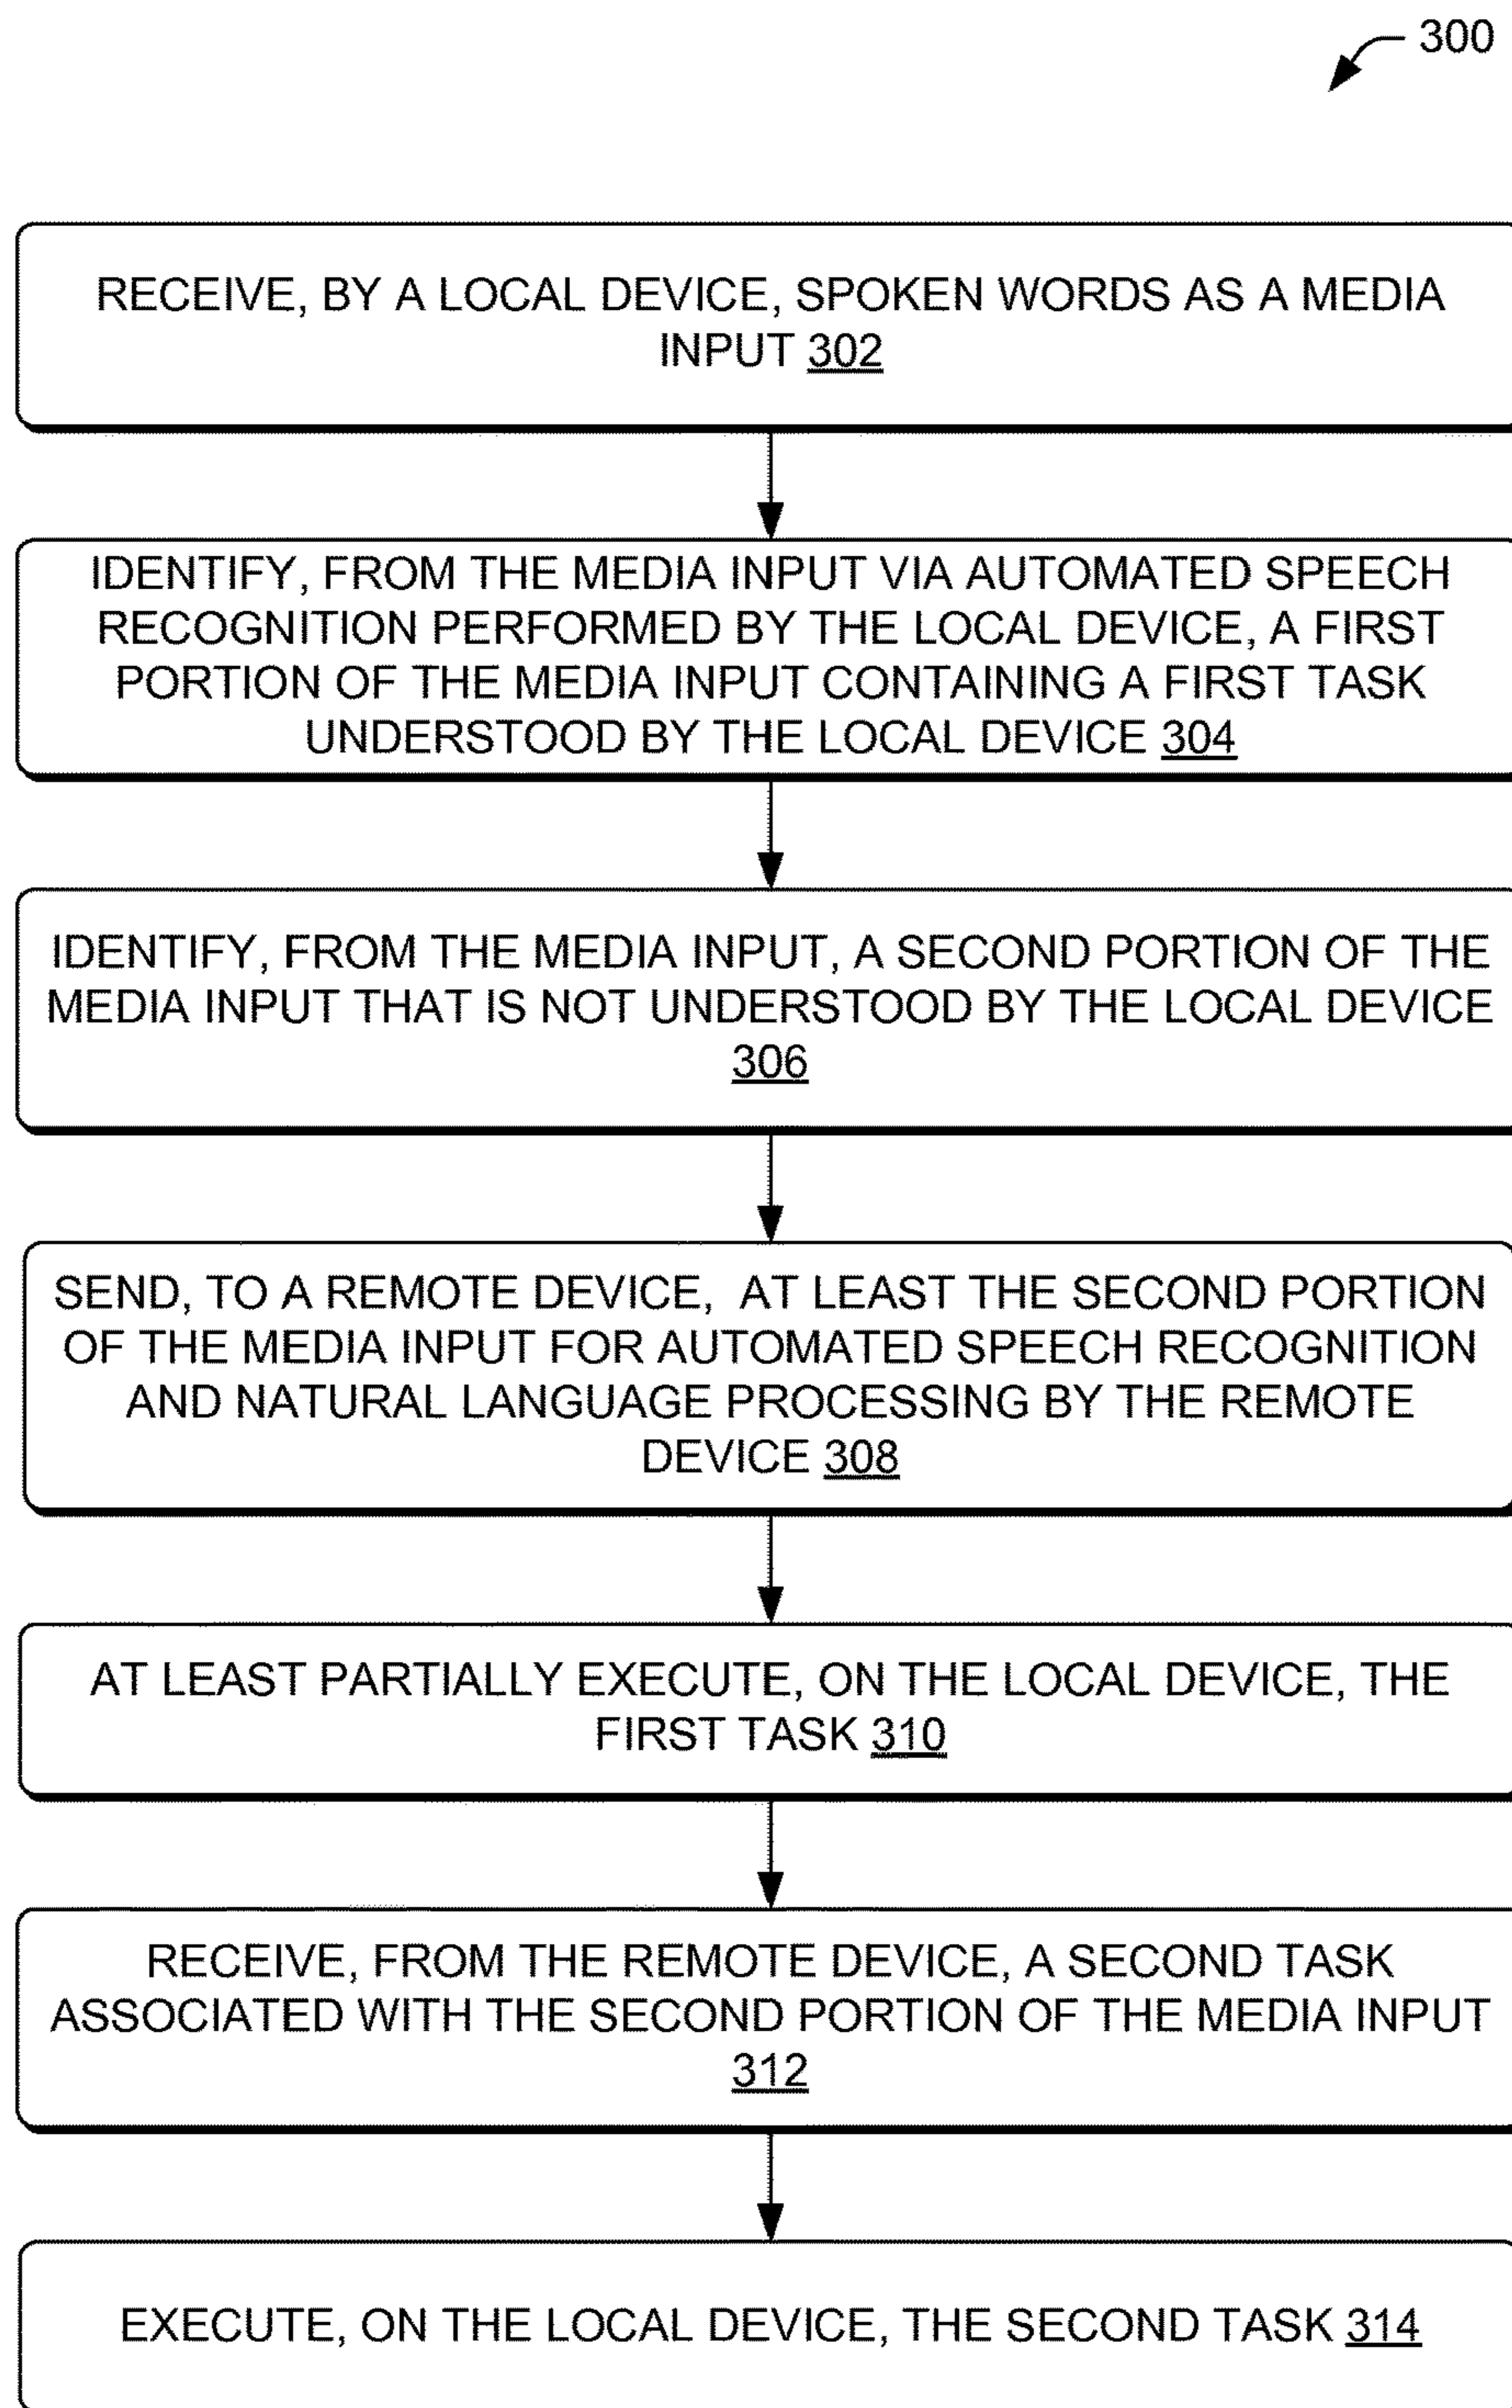 300
RECEIVE, BY A LOCAL DEVICE, SPOKEN WORDS AS A MEDIA
INPUT 302
IDENTIFY, FROM THE MEDIA INPUT VIA AUTOMATED SPEECH
RECOGNITION PERFORMED BY THE LOCAL DEVICE, A FIRST
PORTION OF THE MEDIA INPUT CONTAINING A FIRST TASK
UNDERSTOOD BY THE LOCAL DEVICE 304
IDENTIFY, FROM THE MEDIA INPUT, A SECOND PORTION OF THE
MEDIA INPUT THAT IS NOT UNDERSTOOD BY THE LOCAL DEVICE
306
SEND, TO A REMOTE DEVICE, AT LEAST THE SECOND PORTION
OF THE MEDIA INPUT FOR AUTOMATED SPEECH RECOGNITION
AND NATURAL LANGUAGE PROCESSING BY THE REMOTE
DEVICE 308
AT LEAST PARTIALLY EXECUTE, ON THE LOCAL DEVICE, THE
FIRST TASK 310
RECEIVE, FROM THE REMOTE DEVICE, A SECOND TASK
ASSOCIATED WITH THE SECOND PORTION OF THE MEDIA INPUT
312
EXECUTE, ON THE LOCAL DEVICE, THE SECOND TASK 314